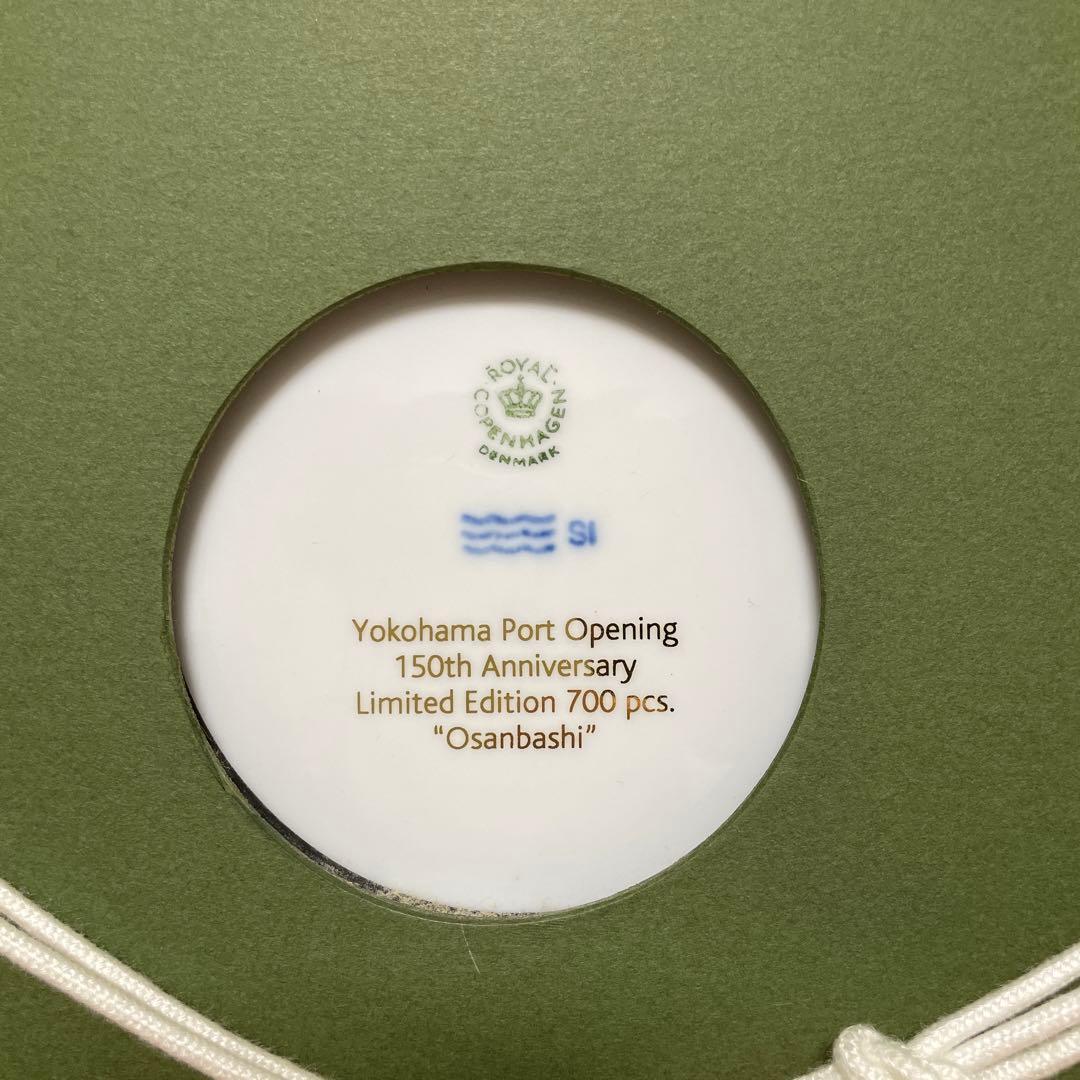 ROYAL COPENHAGEN
DENMARK
SI
Yokohama Port Opening
150th Anniversary
Limited Edition 700 pcs.
“Osanbashi”